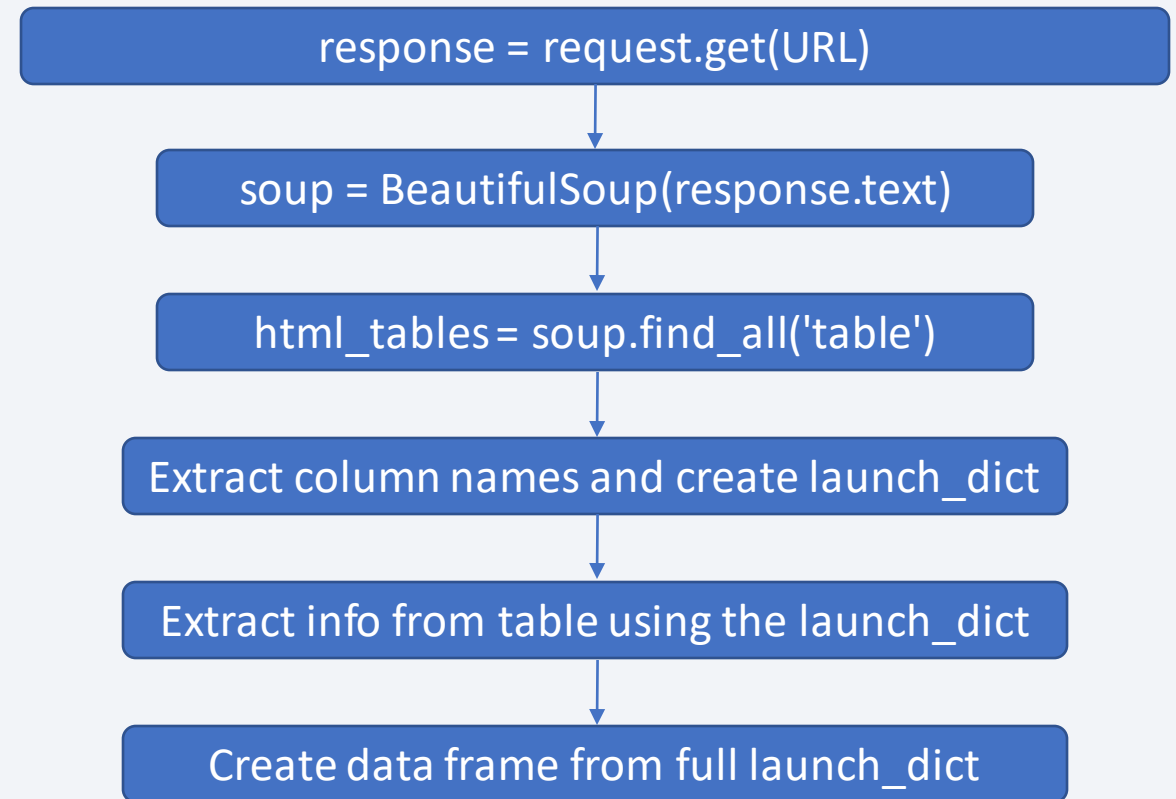 response = request.get(URL)
soup = BeautifulSoup(response.text)
html_tables = soup.find_all('table')
Extract column names and create launch_dict
Extract info from table using the launch_dict
Create data frame from full launch_dict